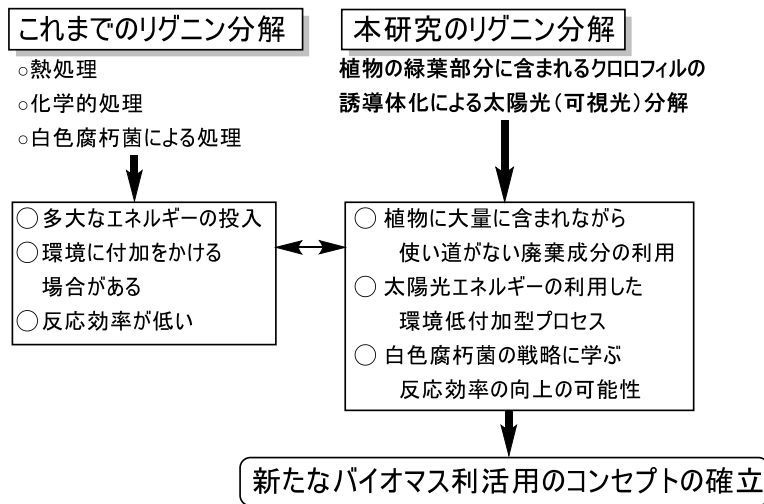 これまでのリグニン分解
○熱処理
○化学的処理
○白色腐朽菌による処理
○多大なエネルギーの投入
○環境に付加をかける
場合がある
○反応効率が低い
本研究のリグニン分解
植物の緑葉部分に含まれるクロロフィルの
誘導体化による太陽光(可視光)分解
○ 植物に大量に含まれながら
使い道がない廃棄成分の利用
○ 太陽光エネルギーの利用した
環境低付加型プロセス
○ 白色腐朽菌の戦略に学ぶ
反応効率の向上の可能性
新たなバイオマス利活用のコンセプトの確立